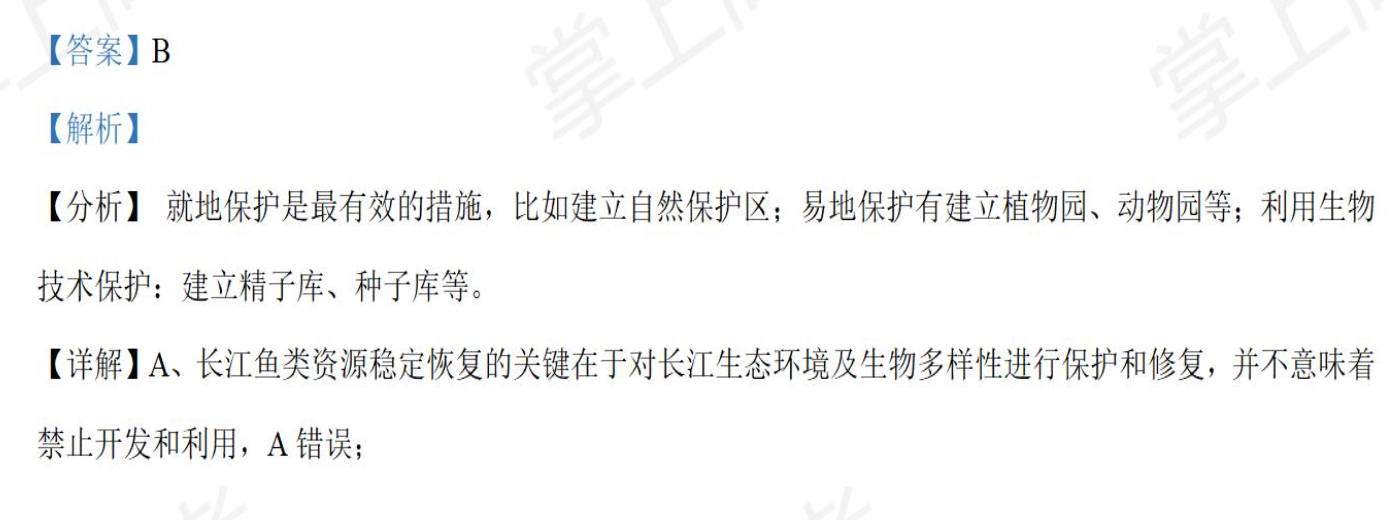 【答案】B
【解析】
【分析】 就地保护是最有效的措施，比如建立自然保护区；易地保护有建立植物园、动物园等；利用生物
技术保护：建立精子库、种子库等。
【详解】A、长江鱼类资源稳定恢复的关键在于对长江生态环境及生物多样性进行保护和修复，并不意味着
禁止开发和利用，A 错误；
掌上
掌上